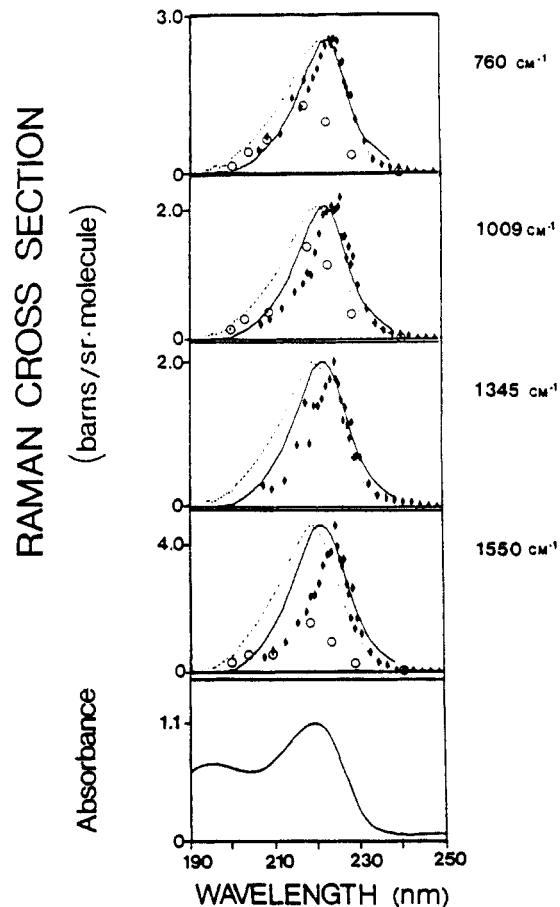 RAMAN CROSS SECTION
(barns/sr·molecule)
3.0
0
760 cm⁻¹
2.0
0
1009 cm⁻¹
2.0
0
1345 cm⁻¹
4.0
0
1550 cm⁻¹
Absorbance
1.1
0
190 210 230 250
WAVELENGTH (nm)